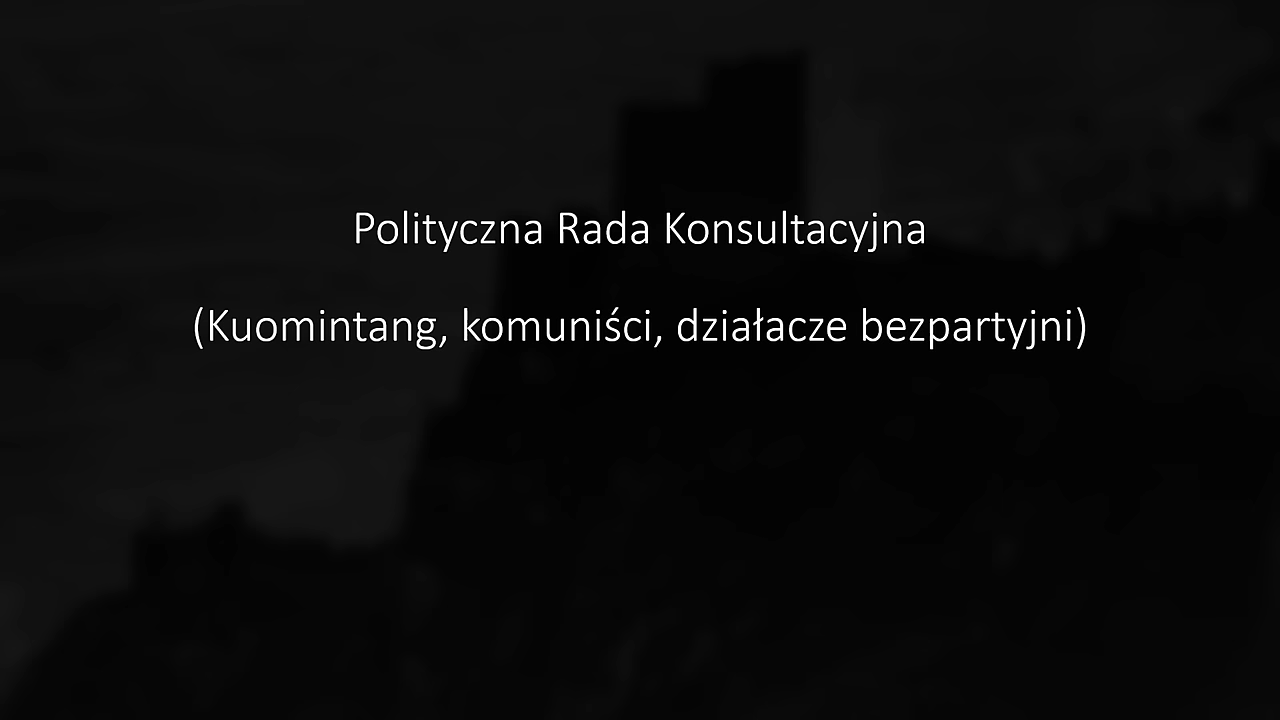 Polityczna Rada Konsultacyjna
(Kuomintang, komuniści, działacze bezpartyjni)